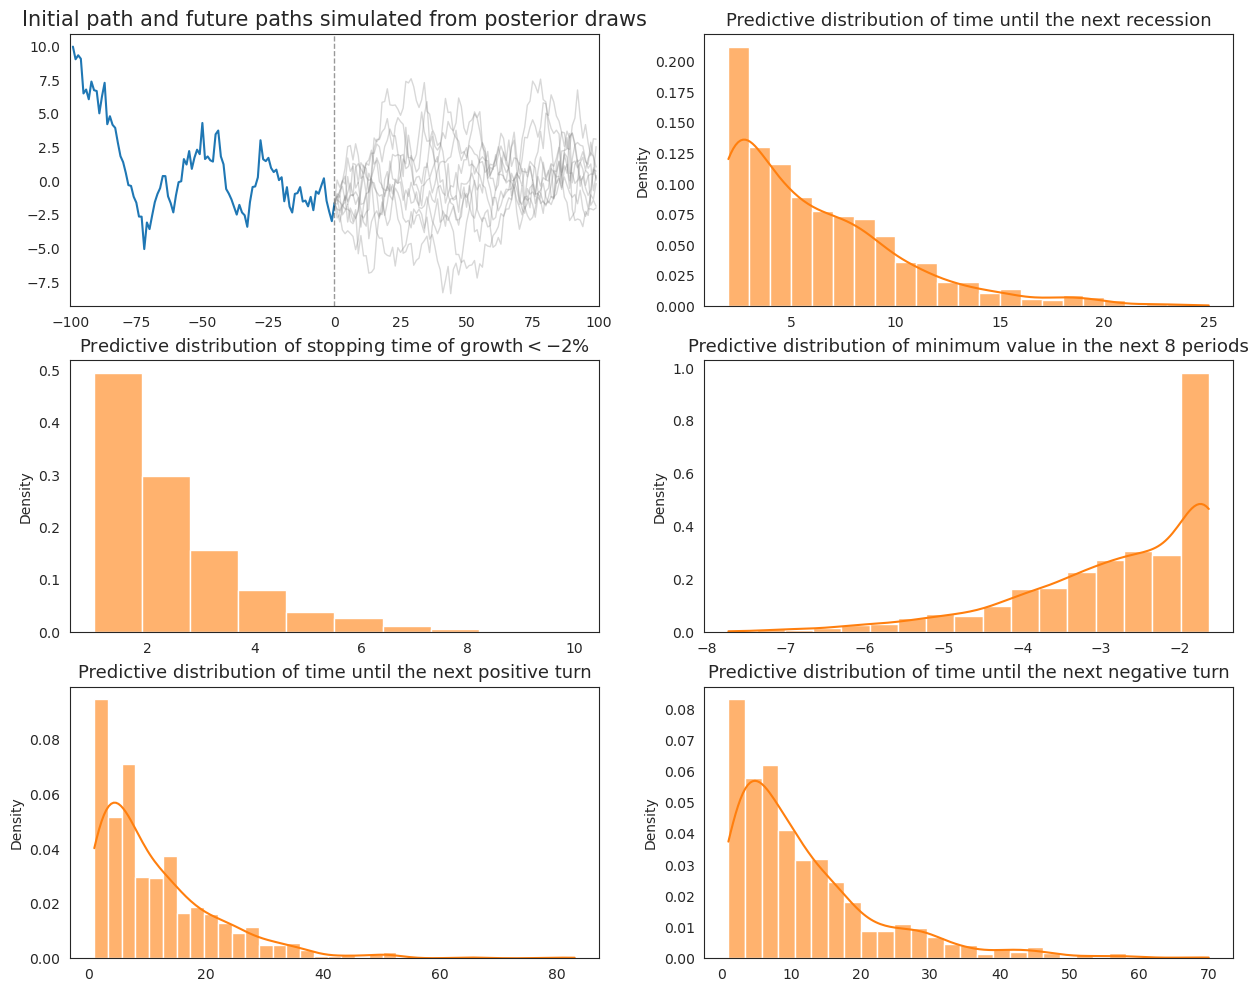 Initial path and future paths simulated from posterior draws
10.0
7.5
5.0
2.5
0.0
−2.5
−5.0
−7.5
−100 −75 −50 −25 0 25 50 75 100
Predictive distribution of time until the next recession
Density
0.200
0.175
0.150
0.125
0.100
0.075
0.050
0.025
0.000
5 10 15 20 25
Predictive distribution of stopping time of growth < −2%
Density
0.5
0.4
0.3
0.2
0.1
0.0
2 4 6 8 10
Predictive distribution of minimum value in the next 8 periods
Density
1.0
0.8
0.6
0.4
0.2
0.0
−8 −7 −6 −5 −4 −3 −2
Predictive distribution of time until the next positive turn
Density
0.08
0.06
0.04
0.02
0.00
0 20 40 60 80
Predictive distribution of time until the next negative turn
Density
0.08
0.07
0.06
0.05
0.04
0.03
0.02
0.01
0.00
0 10 20 30 40 50 60 70